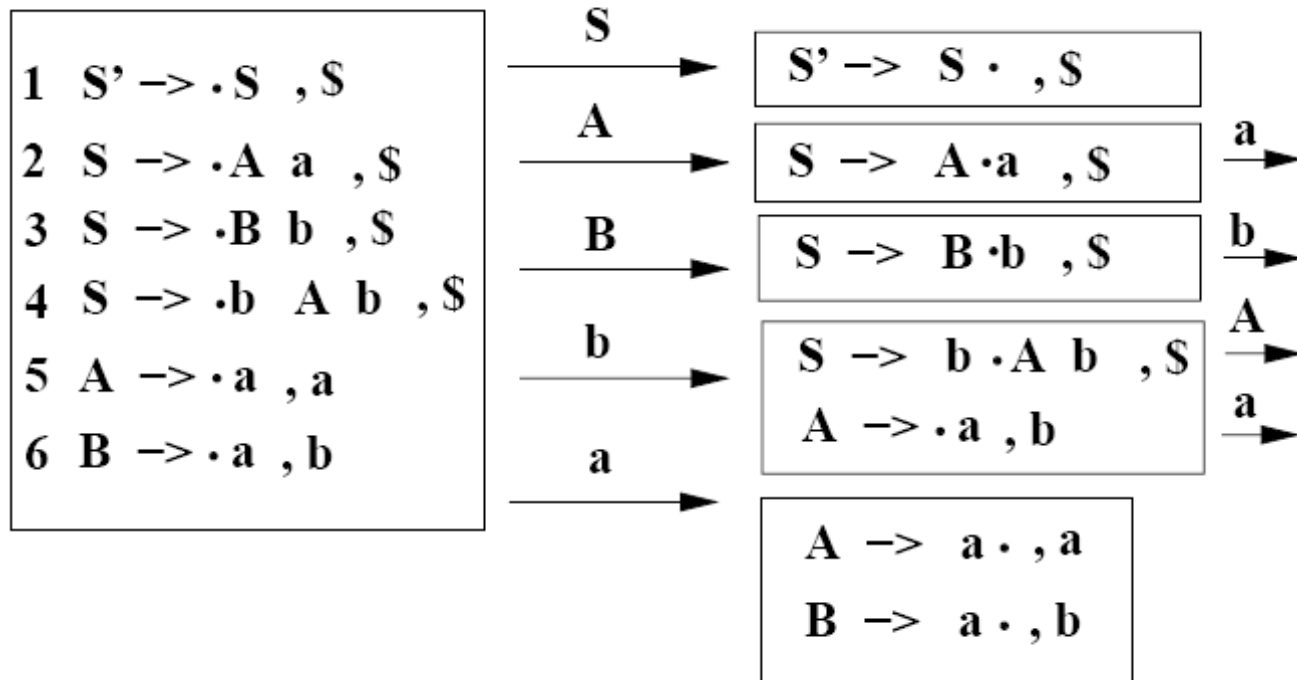 1 S’ –> · S , $
2 S –> · A a , $
3 S –> · B b , $
4 S –> · b A b , $
5 A –> · a , a
6 B –> · a , b
S
A
B
b
a
S’ –> S · , $
S –> A · a , $
S –> B · b , $
S –> b · A b , $
A –> · a , b
A –> a · , a
B –> a · , b
a
b
A
a